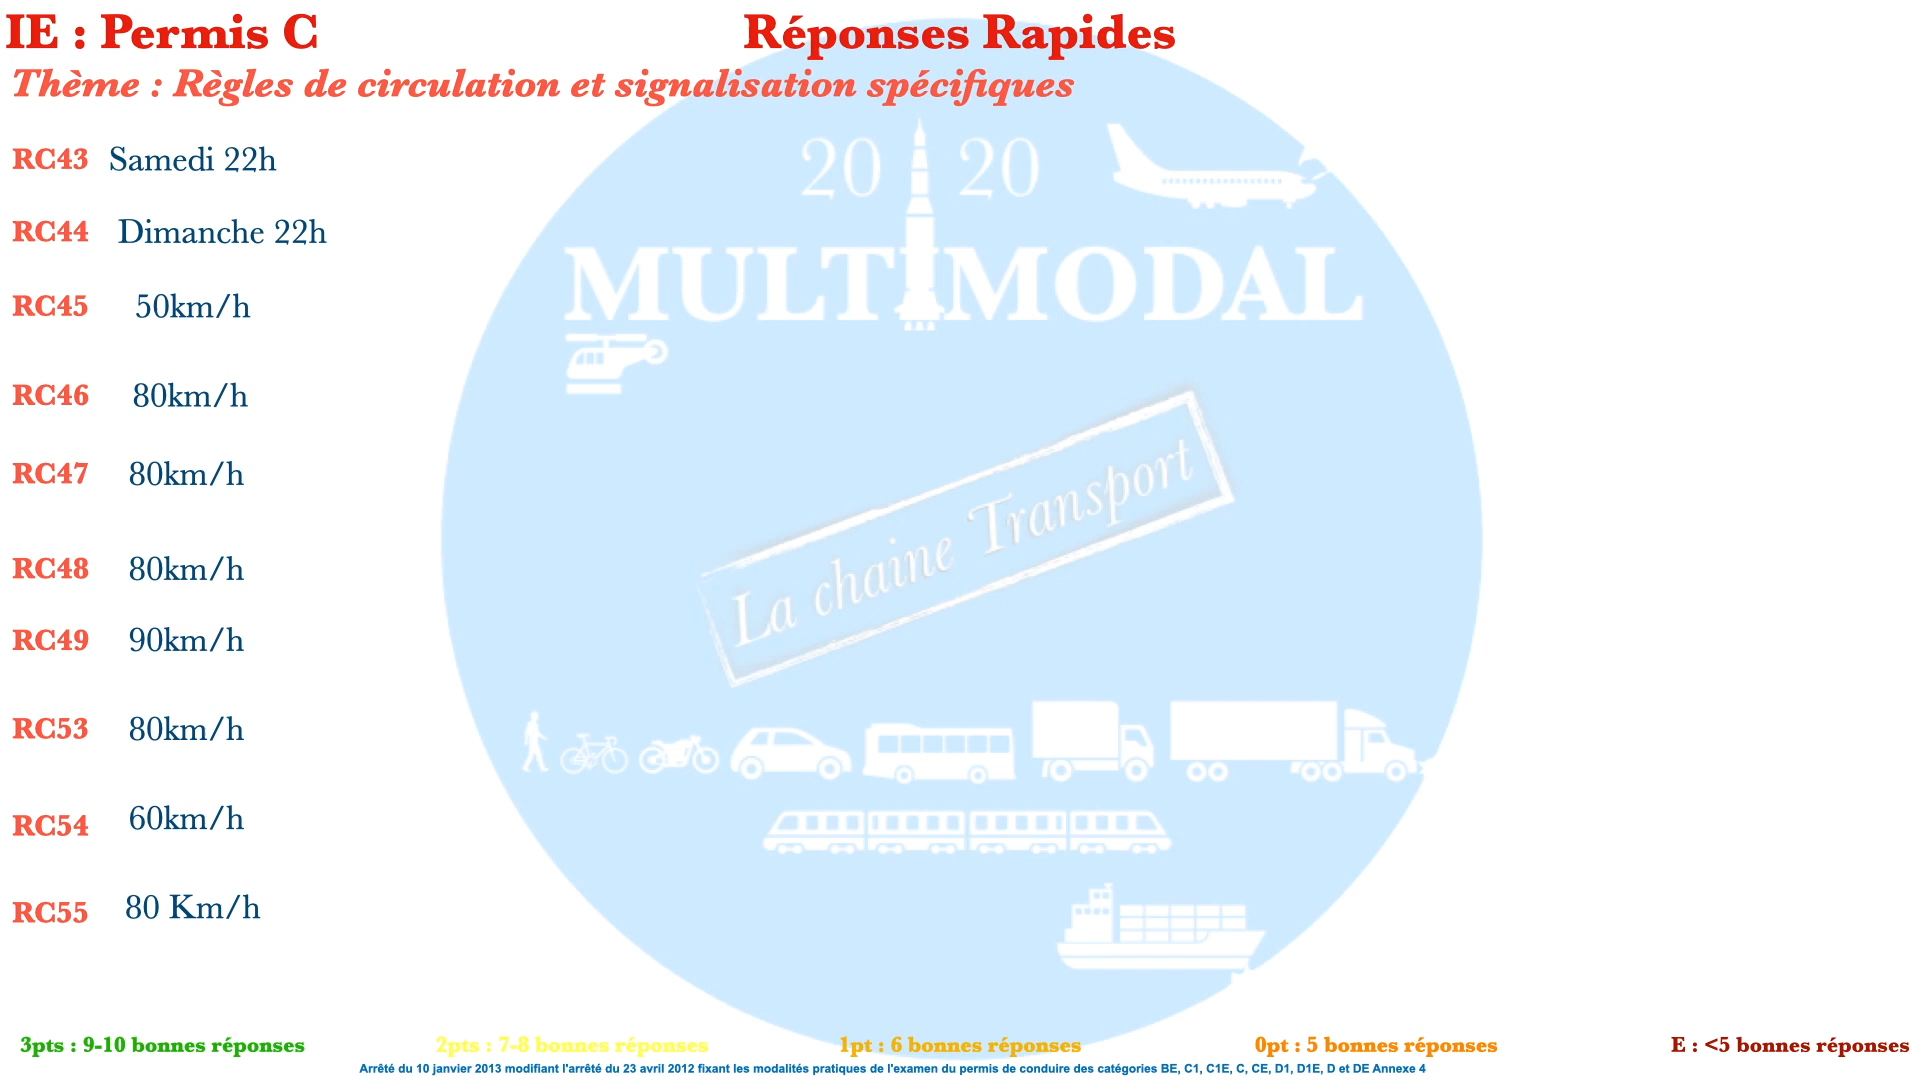 IE : Permis C
Réponses Rapides
Thème : Règles de circulation et signalisation spécifiques
RC43 Samedi 22h
RC44 Dimanche 22h
RC45 50km/h
RC46 80km/h
RC47 80km/h
RC48 80km/h
RC49 90km/h
RC53 80km/h
RC54 60km/h
RC55 80 Km/h
20 20
MULTIMODAL
La chaine Transport
3pts : 9-10 bonnes réponses
2pts : 7-8 bonnes réponses
1pt : 6 bonnes réponses
0pt : 5 bonnes réponses
E : <5 bonnes réponses
Arrêté du 10 janvier 2013 modifiant l'arrêté du 23 avril 2012 fixant les modalités pratiques de l'examen du permis de conduire des catégories BE, C1, C1E, C, CE, D1, D1E, D et DE Annexe 4